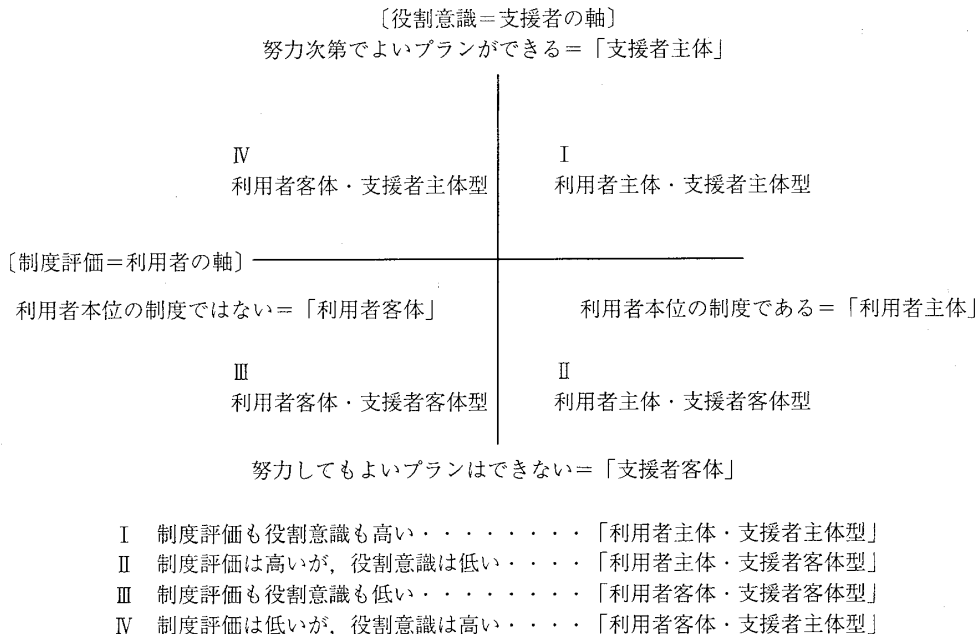 〔役割意識＝支援者の軸〕
努力次第でよいプランができる＝「支援者主体」
Ⅳ
利用者客体・支援者主体型
Ⅰ
利用者主体・支援者主体型
〔制度評価＝利用者の軸〕
利用者本位の制度ではない＝「利用者客体」
利用者本位の制度である＝「利用者主体」
Ⅲ
利用者客体・支援者客体型
Ⅱ
利用者主体・支援者客体型
努力してもよいプランはできない＝「支援者客体」
Ⅰ　制度評価も役割意識も高い・・・・・・・・「利用者主体・支援者主体型」
Ⅱ　制度評価は高いが，役割意識は低い・・・・「利用者主体・支援者客体型」
Ⅲ　制度評価も役割意識も低い・・・・・・・・「利用者客体・支援者客体型」
Ⅳ　制度評価は低いが，役割意識は高い・・・・「利用者客体・支援者主体型」